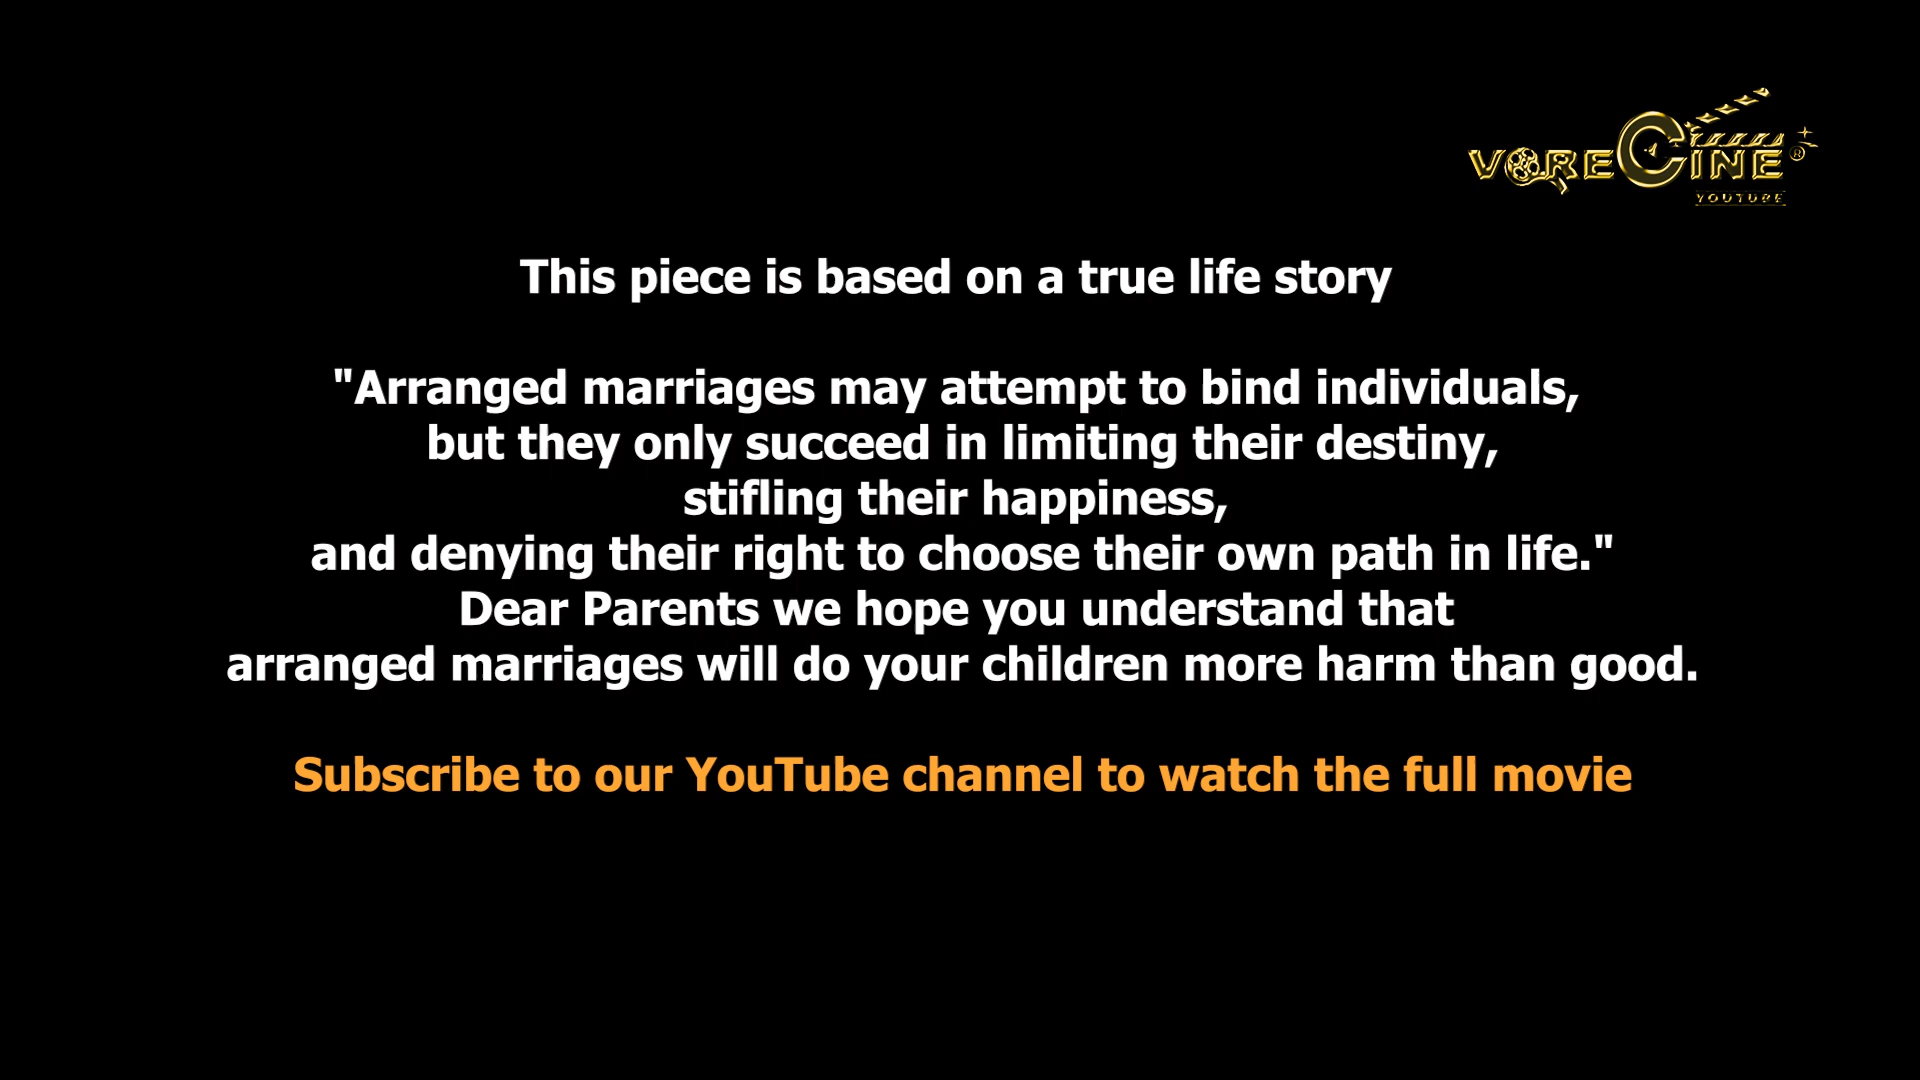 VORECINE®
YOUTUBE
This piece is based on a true life story
"Arranged marriages may attempt to bind individuals,
but they only succeed in limiting their destiny,
stifling their happiness,
and denying their right to choose their own path in life."
Dear Parents we hope you understand that
arranged marriages will do your children more harm than good.
Subscribe to our YouTube channel to watch the full movie